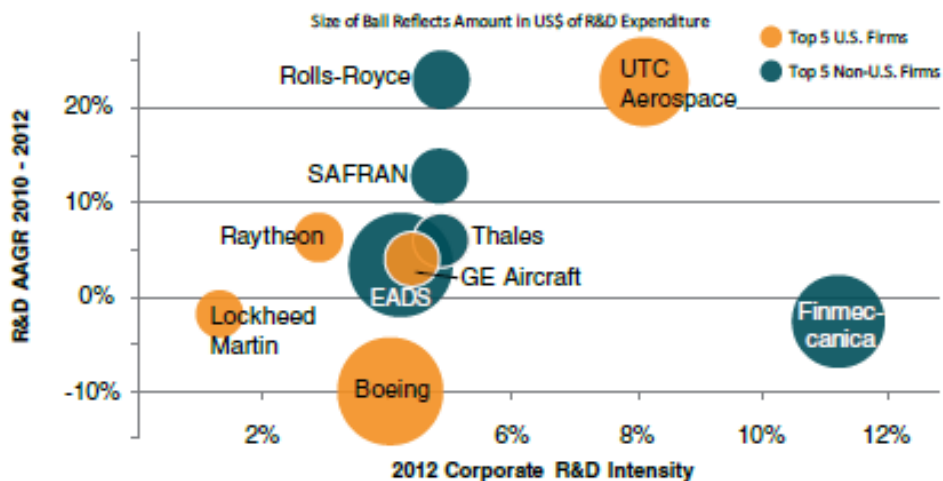 Size of Ball Reflects Amount in US$ of R&D Expenditure
Top 5 U.S. Firms
Top 5 Non-U.S. Firms
R&D AAGR 2010 - 2012
20%
10%
0%
-10%
Rolls-Royce
UTC
Aerospace
SAFRAN
Raytheon
Thales
GE Aircraft
EADS
Lockheed
Martin
Finmec-
canica
Boeing
2%
6%
8%
10%
12%
2012 Corporate R&D Intensity